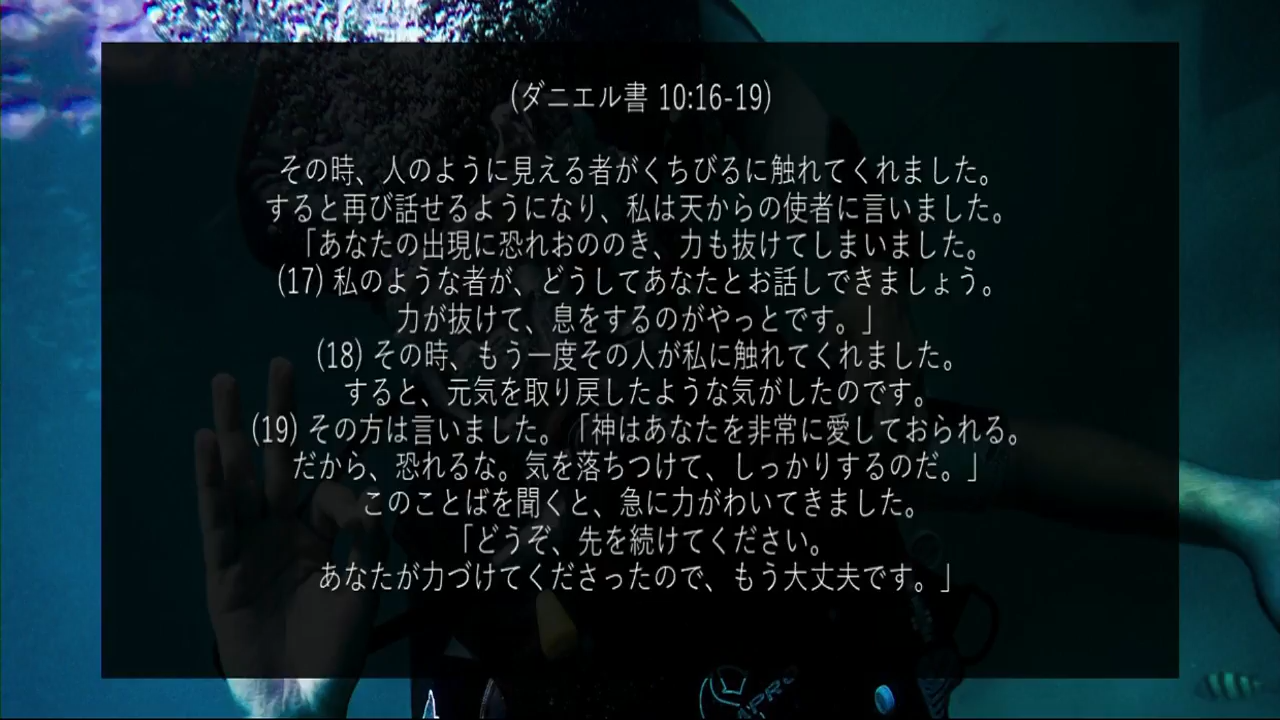 (ダニエル書 10:16-19)
その時、人のように見える者がくちびるに触れてくれました。
すると再び話せるようになり、私は天からの使者に言いました。
「あなたの出現に恐れおののき、力も抜けてしまいました。
(17) 私のような者が、どうしてあなたとお話しできましょう。
力が抜けて、息をするのがやっとです。」
(18) その時、もう一度その人が私に触れてくれました。
すると、元気を取り戻したような気がしたのです。
(19) その方は言いました。「神はあなたを非常に愛しておられる。
だから、恐れるな。気を落ちつけて、しっかりするのだ。」
このことばを聞くと、急に力がわいてきました。
「どうぞ、先を続けてください。
あなたが力づけてくださったので、もう大丈夫です。」